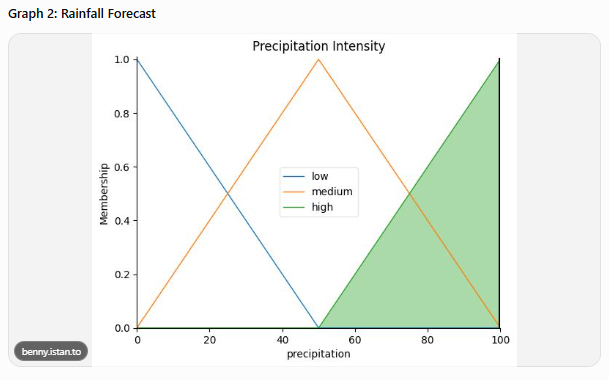 Graph 2: Rainfall Forecast
Precipitation Intensity
1.0
0.8
0.6
0.4
0.2
0.0
Membership
low
medium
high
0 20 40 60 80 100
precipitation
benny.istan.to